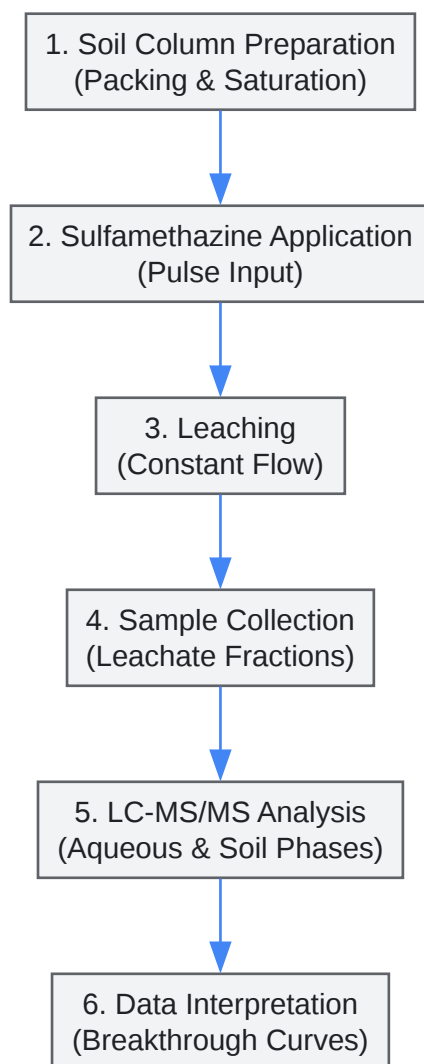 1. Soil Column Preparation
(Packing & Saturation)
2. Sulfamethazine Application
(Pulse Input)
3. Leaching
(Constant Flow)
4. Sample Collection
(Leachate Fractions)
5. LC-MS/MS Analysis
(Aqueous & Soil Phases)
6. Data Interpretation
(Breakthrough Curves)